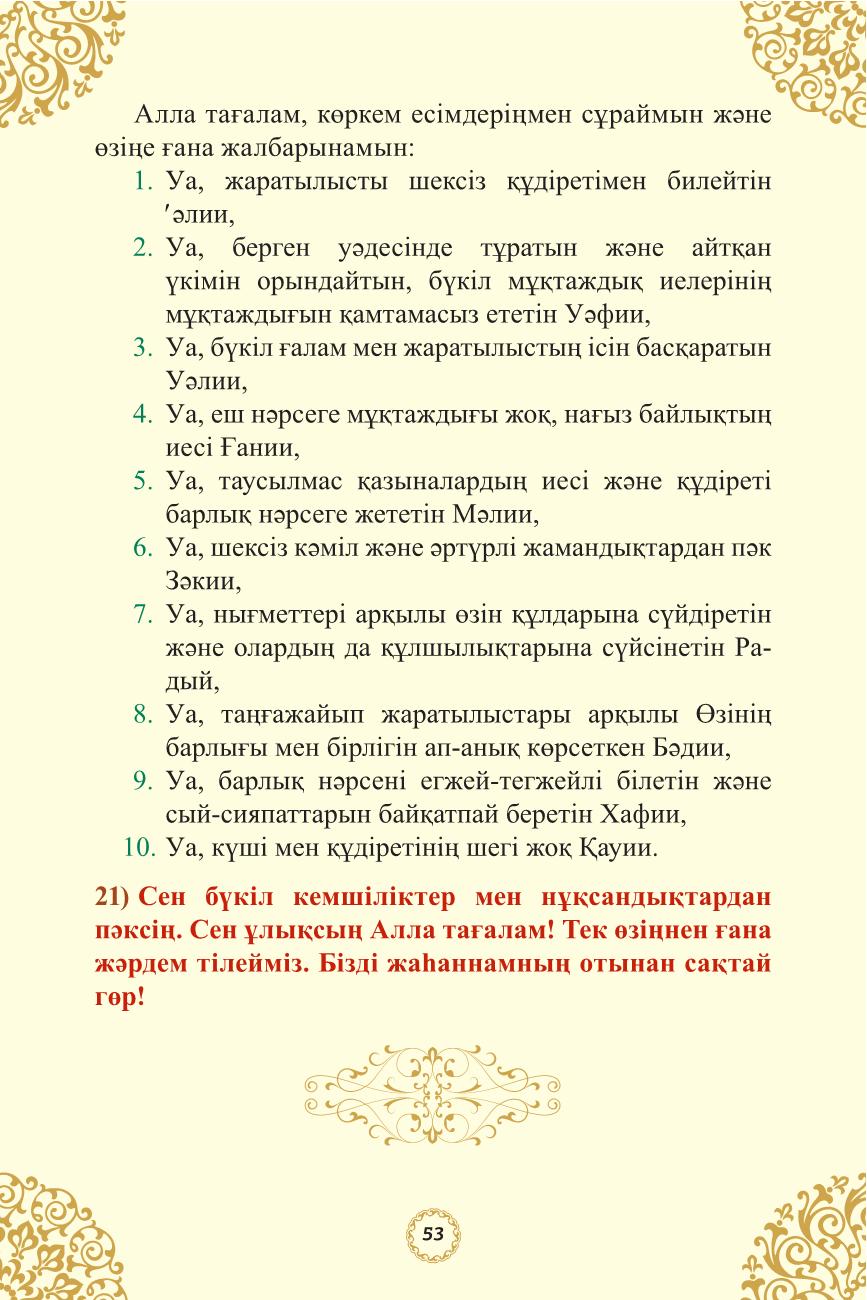 Алла тағалам, көркем есімдеріңмен сұраймын және
өзіңе ғана жалбарынамын:
1. Уа, жаратылысты шексіз құдіретімен билейтін
′әлии,
2. Уа, берген уәдесінде тұратын және айтқан
үкімін орындайтын, бүкіл мұқтаждық иелерінің
мұқтаждығын қамтамасыз ететін Уәфии,
3. Уа, бүкіл ғалам мен жаратылыстың ісін басқаратын
Уәлии,
4. Уа, еш нәрсеге мұқтаждығы жоқ, нағыз байлықтың
иесі Ғании,
5. Уа, таусылмас қазыналардың иесі және құдіреті
барлық нәрсеге жететін Мәлии,
6. Уа, шексіз кәміл және әртүрлі жамандықтардан пәк
Зәкии,
7. Уа, нығметтері арқылы өзін құлдарына сүйдіретін
және олардың да құлшылықтарына сүйсінетін Ра-
дый,
8. Уа, таңғажайып жаратылыстары арқылы Өзінің
барлығы мен бірлігін ап-анық көрсеткен Бәдии,
9. Уа, барлық нәрсені егжей-тегжейлі білетін және
сый-сияпаттарын байқатпай беретін Хафии,
10. Уа, күші мен құдіретінің шегі жоқ Қауии.
21) Сен бүкіл кемшіліктер мен нұқсандықтардан
пәксің. Сен ұлықсың Алла тағалам! Тек өзіңнен ғана
жәрдем тілейміз. Бізді жаһаннамның отынан сақтай
гөр!
53